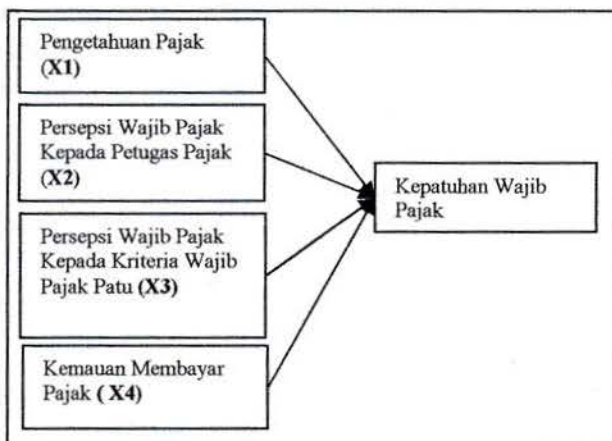 Pengetahuan Pajak
(X1)
Persepsi Wajib Pajak
Kepada Petugas Pajak
(X2)
Persepsi Wajib Pajak
Kepada Kriteria Wajib
Pajak Patu (X3)
Kemauan Membayar
Pajak ( X4)
Kepatuhan Wajib
Pajak